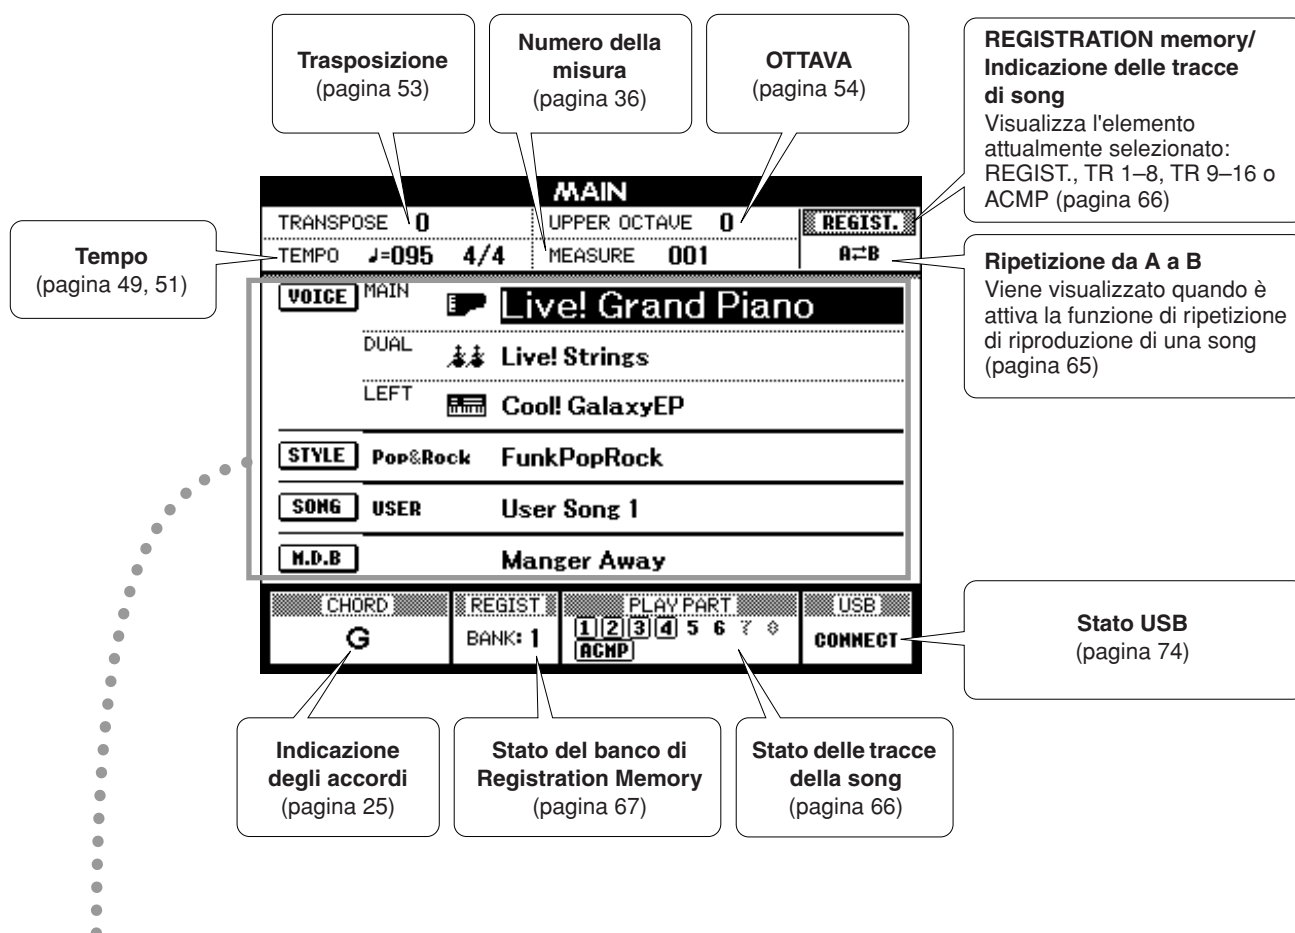 Trasposizione
(pagina 53)
Numero della
misura
(pagina 36)
OTTAVA
(pagina 54)
REGISTRATION memory/
Indicazione delle tracce
di song
Visualizza l'elemento
attualmente selezionato:
REGIST., TR 1–8, TR 9–16 o
ACMP (pagina 66)
Tempo
(pagina 49, 51)
Ripetizione da A a B
Viene visualizzato quando è
attiva la funzione di ripetizione
di riproduzione di una song
(pagina 65)
MAIN
TRANSPOSE 0 UPPER OCTAVE 0 REGIST.
TEMPO ♩=095 4/4 MEASURE 001 A⇄B
VOICE MAIN Live! Grand Piano
DUAL Live! Strings
LEFT Cool! GalaxyEP
STYLE Pop&Rock FunkPopRock
SONG USER User Song 1
M.D.B Manger Away
CHORD REGIST PLAY PART USB
G BANK: 1 1 2 3 4 5 6 7 8 CONNECT
ACMP
Stato USB
(pagina 74)
Indicazione
degli accordi
(pagina 25)
Stato del banco di
Registration Memory
(pagina 67)
Stato delle tracce
della song
(pagina 66)